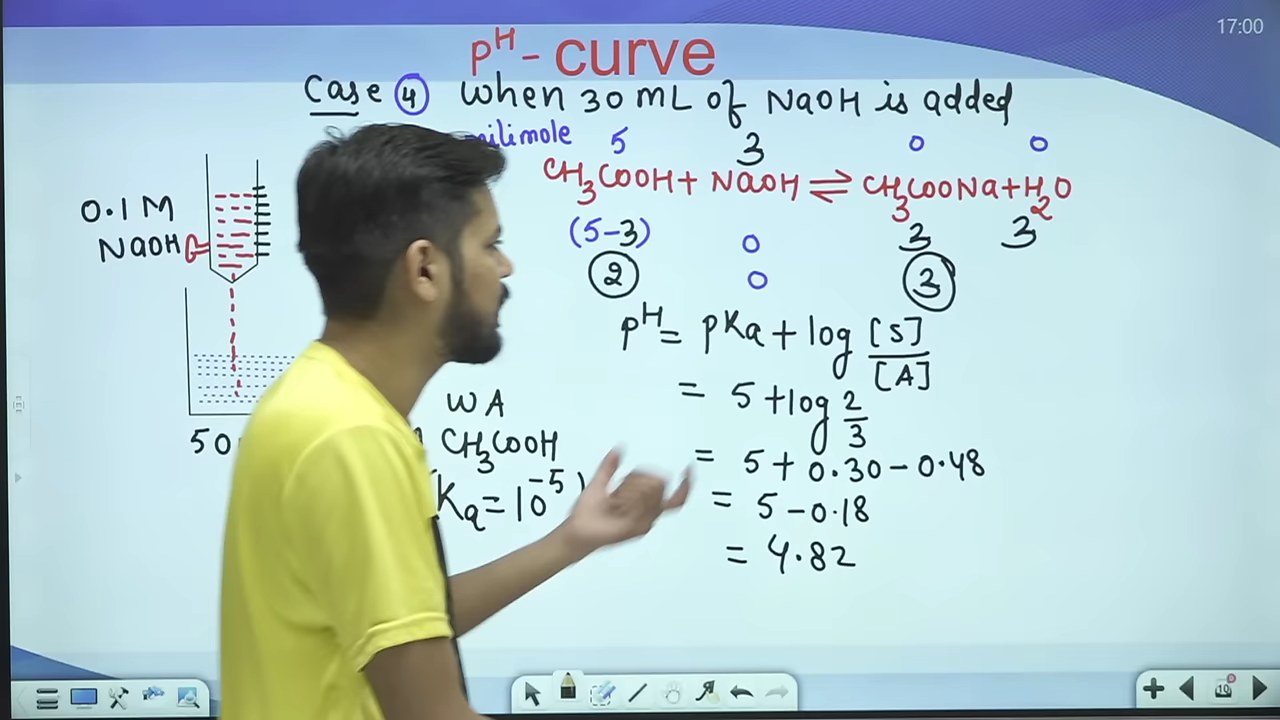 17:00
pH - curve
Case ④ when 30 mL of NaOH is added
milimole 5 3 0 0
CH₃COOH + NaOH ⇌ CH₃COONa + H₂O
(5-3) 0 3 3
② 0 ③
0.1 M
NaOH
pH = pKa + log [S]/[A]
= 5 + log 2/3
= 5 + 0.30 - 0.48
= 5 - 0.18
= 4.82
50
WA
CH₃COOH
(Ka = 10⁻⁵)
10